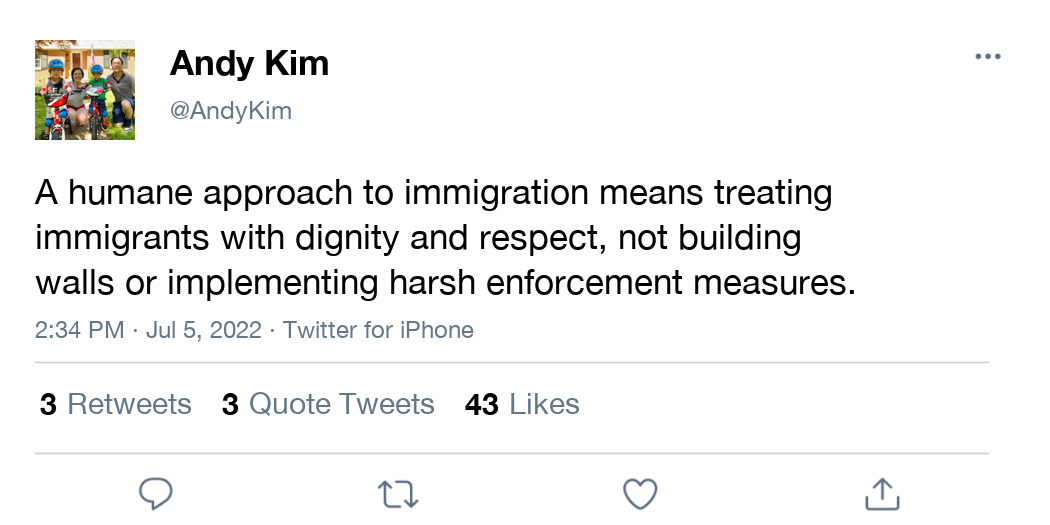 Andy Kim
@AndyKim
A humane approach to immigration means treating
immigrants with dignity and respect, not building
walls or implementing harsh enforcement measures.
2:34 PM · Jul 5, 2022 · Twitter for iPhone
3 Retweets 3 Quote Tweets 43 Likes